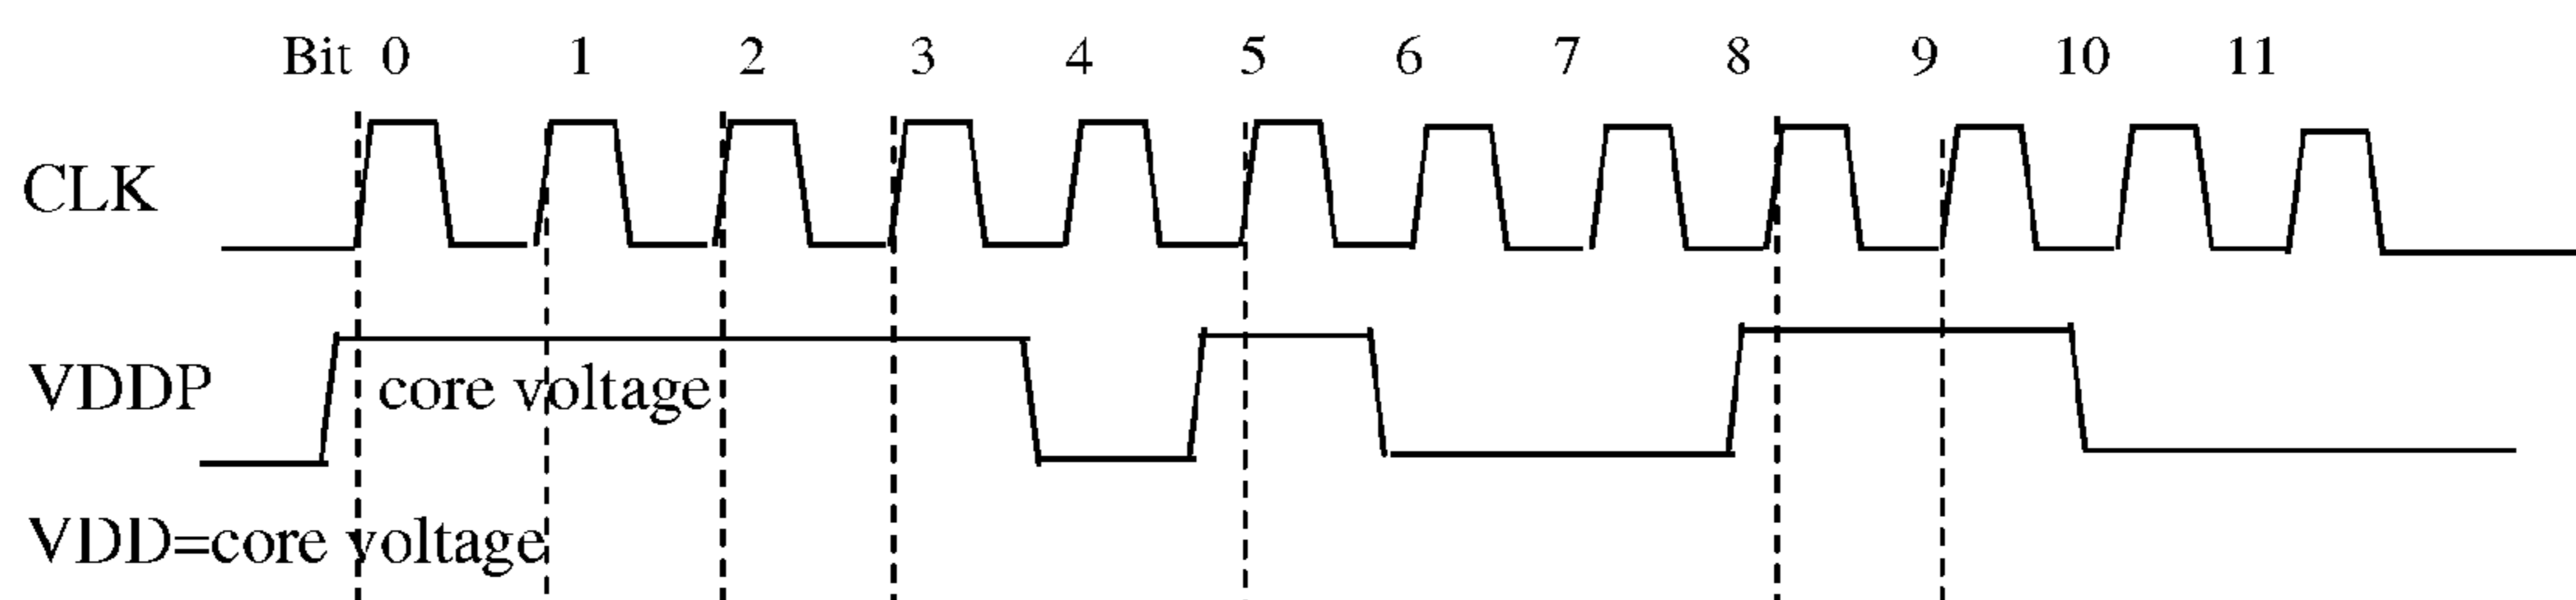 Bit 0 1 2 3 4 5 6 7 8 9 10 11
CLK
VDDP core voltage
VDD=core voltage